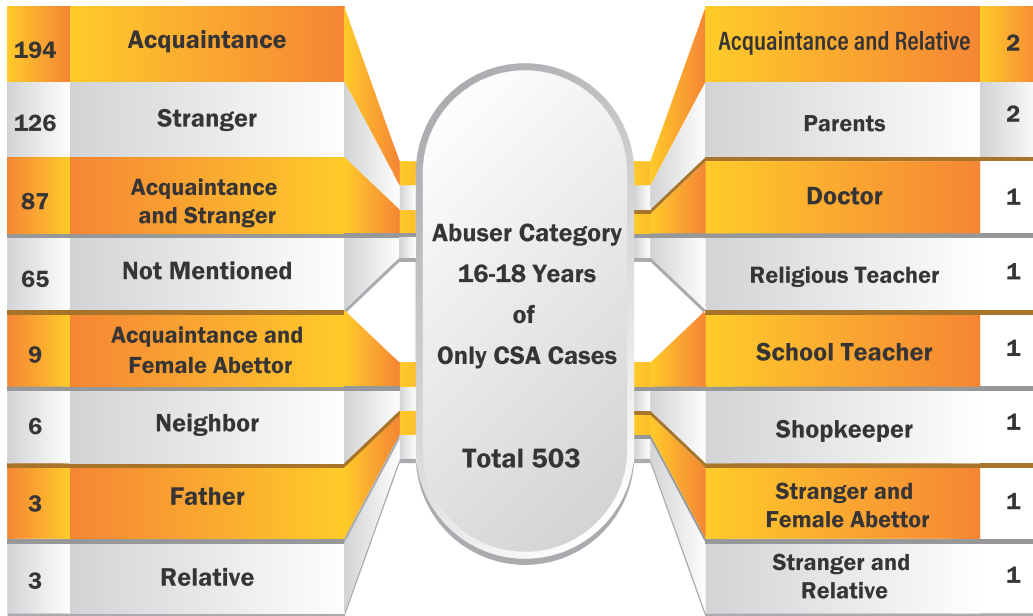 194
Acquaintance
126
Stranger
87
Acquaintance
and Stranger
65
Not Mentioned
9
Acquaintance and
Female Abettor
6
Neighbor
3
Father
3
Relative
Abuser Category
16-18 Years
of
Only CSA Cases
Total 503
Acquaintance and Relative
2
Parents
2
Doctor
1
Religious Teacher
1
School Teacher
1
Shopkeeper
1
Stranger and
Female Abettor
1
Stranger and
Relative
1